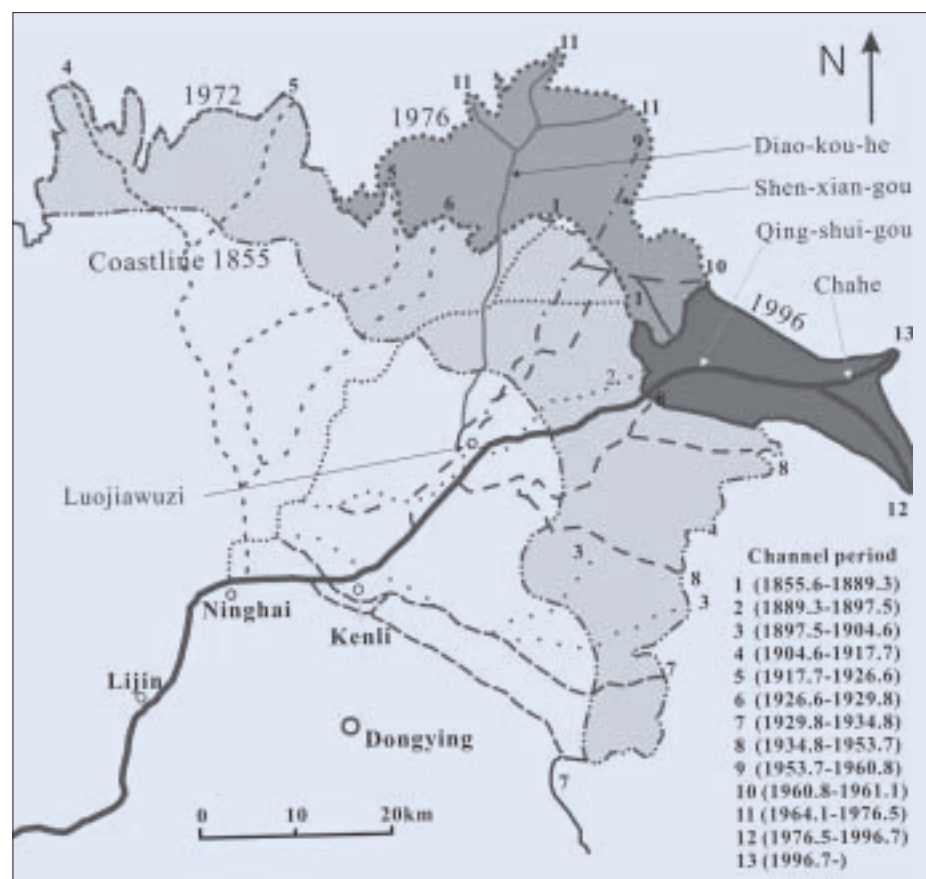 11
N
4
1972
5
11
11
1976
9
Diao-kou-he
Shen-xian-gou
6
1
Qing-shui-gou
Coastline 1855
10
Chahe
1
1996
13
2
8
Luojiawuzi
12
3
Channel period
8
1 (1855.6-1889.3)
Ninghai
3
2 (1889.3-1897.5)
Kenli
3 (1897.5-1904.6)
4 (1904.6-1917.7)
Lijin
7
5 (1917.7-1926.6)
6 (1926.6-1929.8)
Dongying
7 (1929.8-1934.8)
8 (1934.8-1953.7)
7
9 (1953.7-1960.8)
10 (1960.8-1961.1)
0 10 20km
11 (1964.1-1976.5)
12 (1976.5-1996.7)
13 (1996.7-)